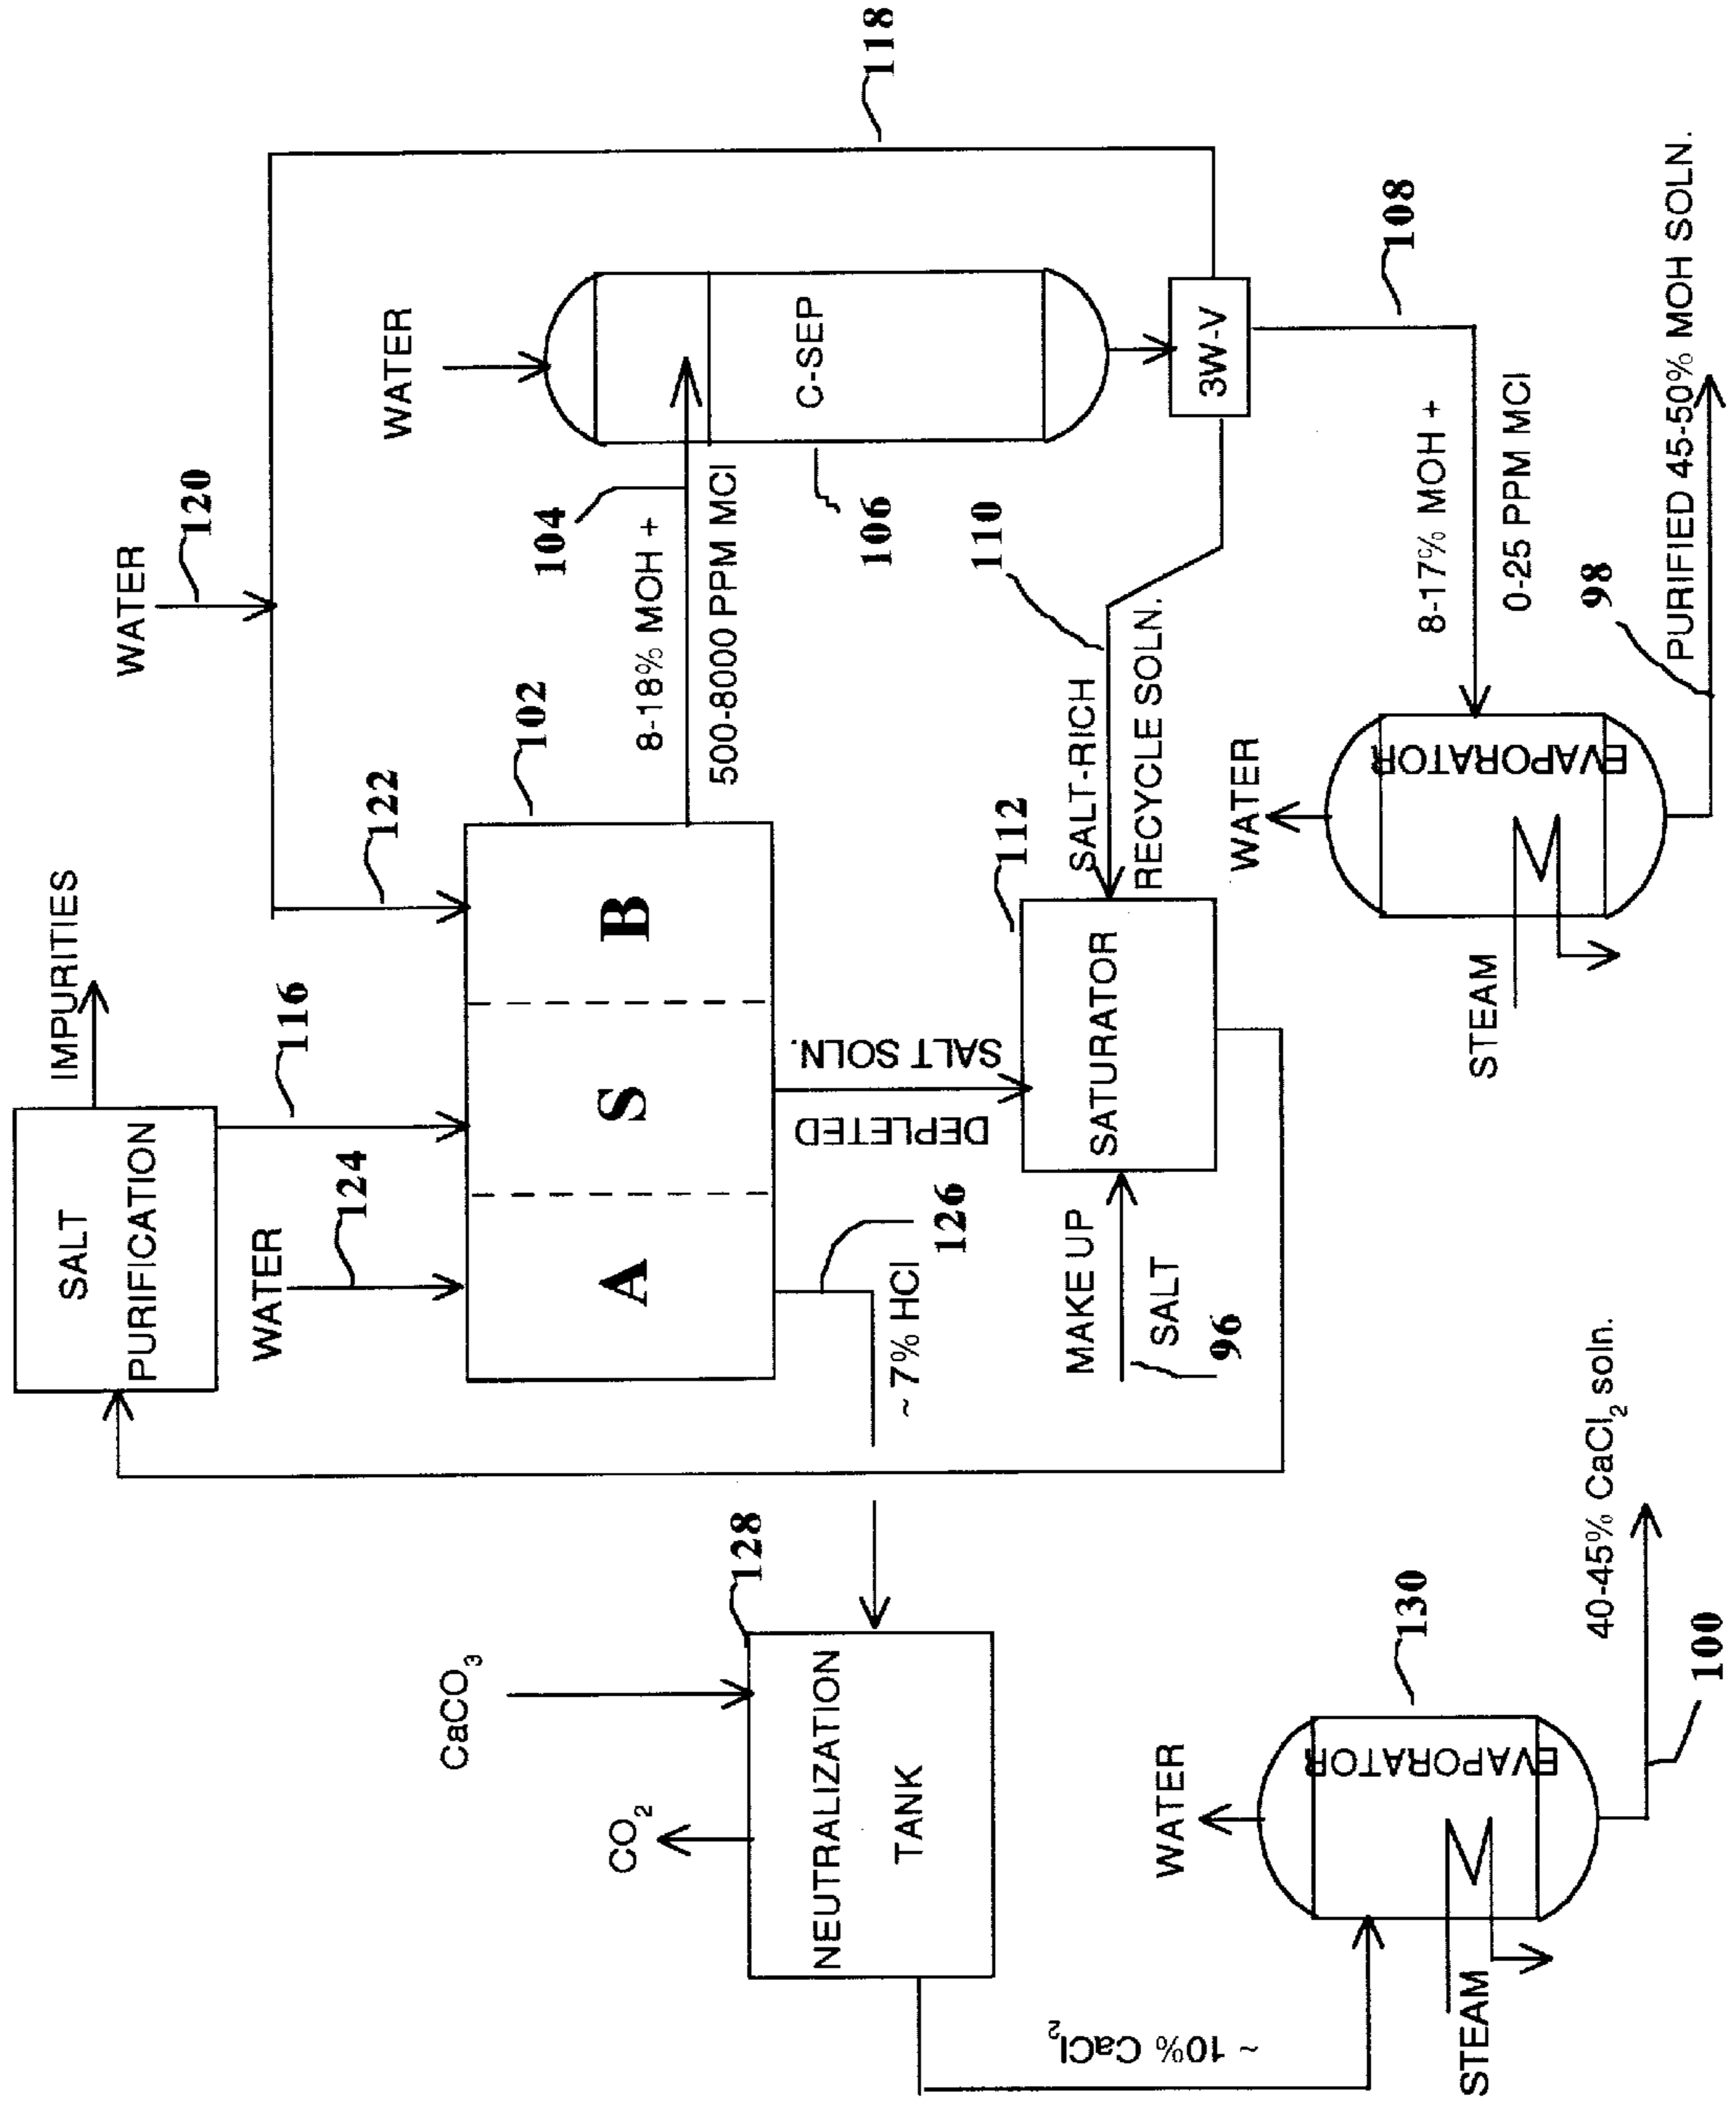 SALT
PURIFICATION
IMPURITIES
WATER
124
116
122
WATER
120
118
102
A
S
B
8-18% MOH +
500-8000 PPM MCl
104
WATER
C-SEP
106
3W-V
108
8-17% MOH +
0-25 PPM MCl
110
SALT-RICH
RECYCLE SOLN.
112
SATURATOR
DEPLETED
SALT SOLN.
MAKE UP
SALT
96
126
~ 7% HCl
WATER
EVAPORATOR
STEAM
98
PURIFIED 45-50% MOH SOLN.
CaCO3
CO2
128
NEUTRALIZATION
TANK
~ 10% CaCl2
WATER
EVAPORATOR
130
STEAM
40-45% CaCl2 soln.
100